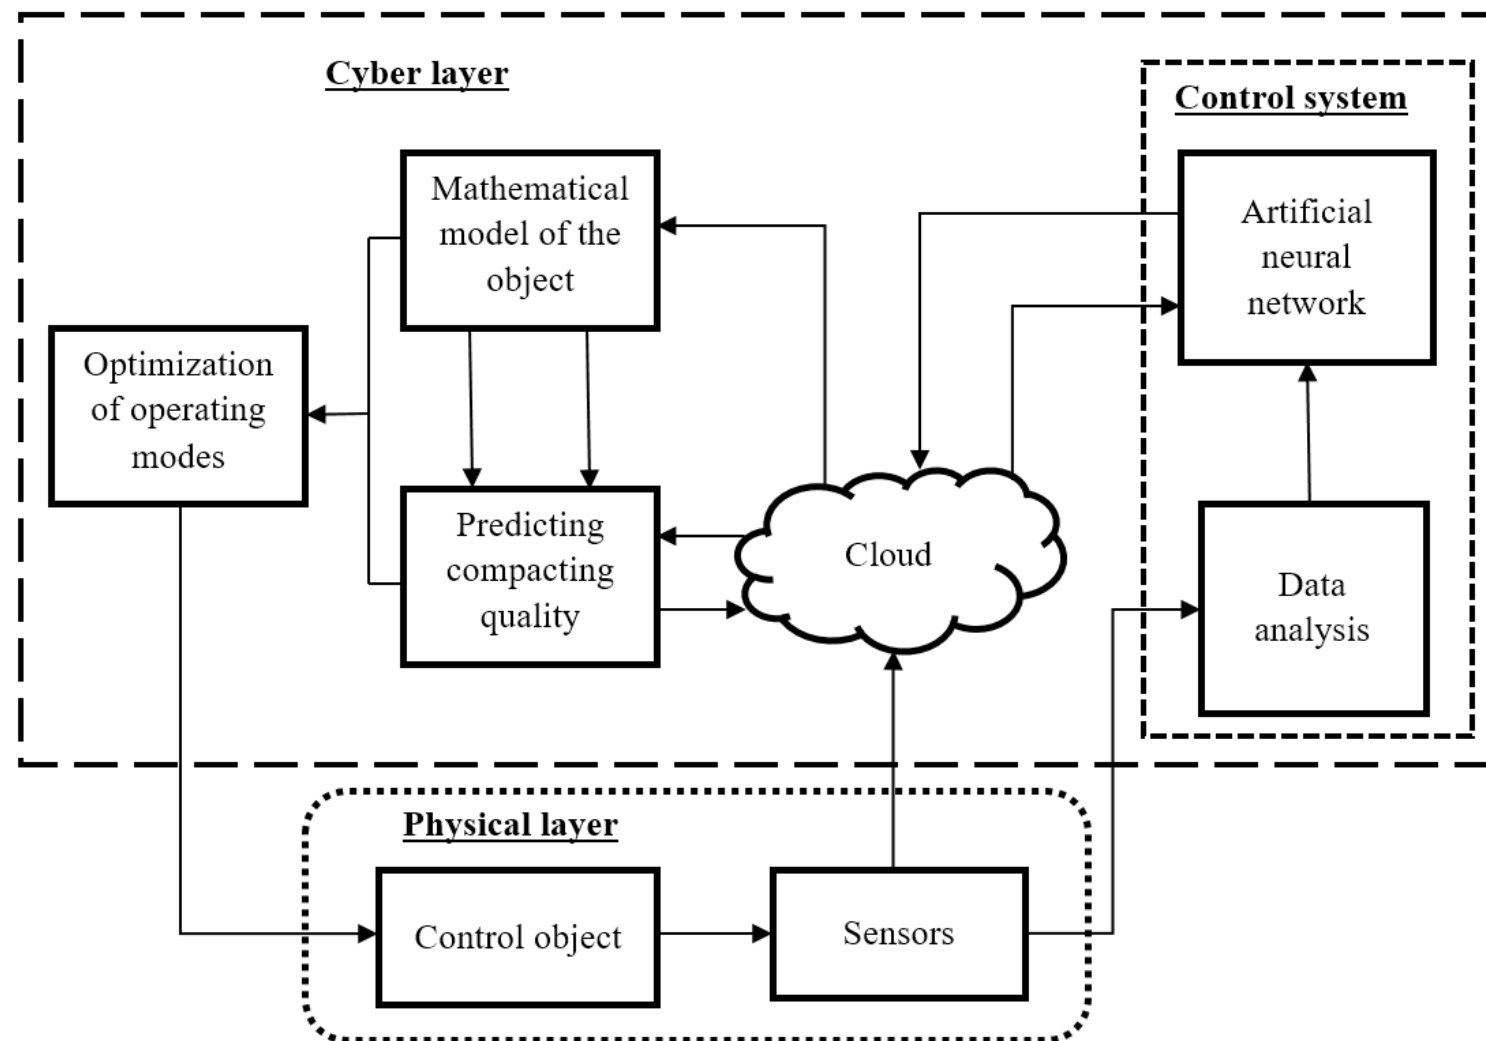 Cyber layer
Control system
Mathematical
model of the
object
Artificial
neural
network
Optimization
of operating
modes
Predicting
compacting
quality
Cloud
Data
analysis
Physical layer
Control object
Sensors